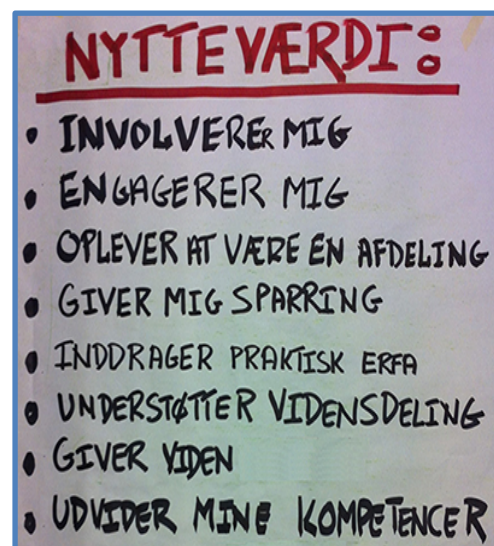 NYTTEVÆRDI:
• INVOLVERER MIG
• ENGAGERER MIG
• OPLEVER AT VÆRE EN AFDELING
• GIVER MIG SPARRING
• INDDRAGER PRAKTISK ERFA
• UNDERSTØTTER VIDENSDELING
• GIVER VIDEN
• UDVIDER MINE KOMPETENCER